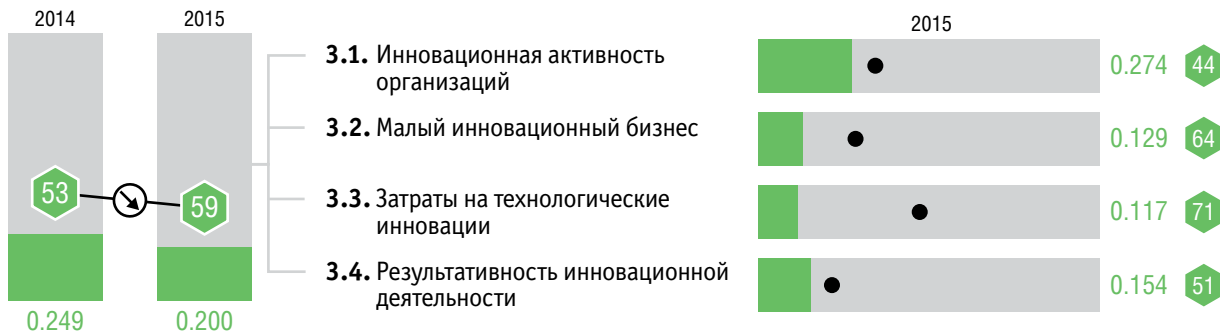 2014
2015
53
59
0.249
0.200
3.1. Инновационная активность
организаций
3.2. Малый инновационный бизнес
3.3. Затраты на технологические
инновации
3.4. Результативность инновационной
деятельности
2015
0.274 44
0.129 64
0.117 71
0.154 51